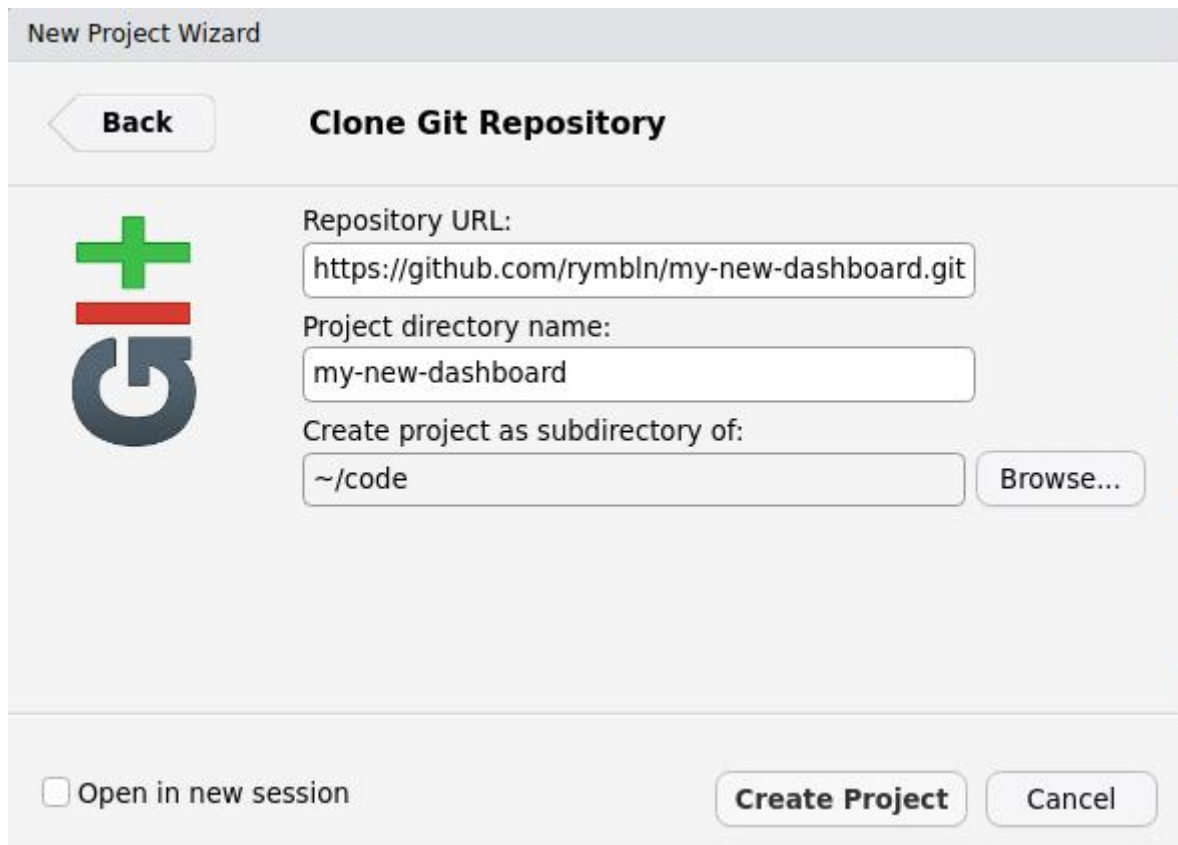 New Project Wizard
Back
Clone Git Repository
GIt
Repository URL:
https://github.com/rymbln/my-new-dashboard.git
Project directory name:
my-new-dashboard
Create project as subdirectory of:
~/code
Browse...
Open in new session
Create Project
Cancel